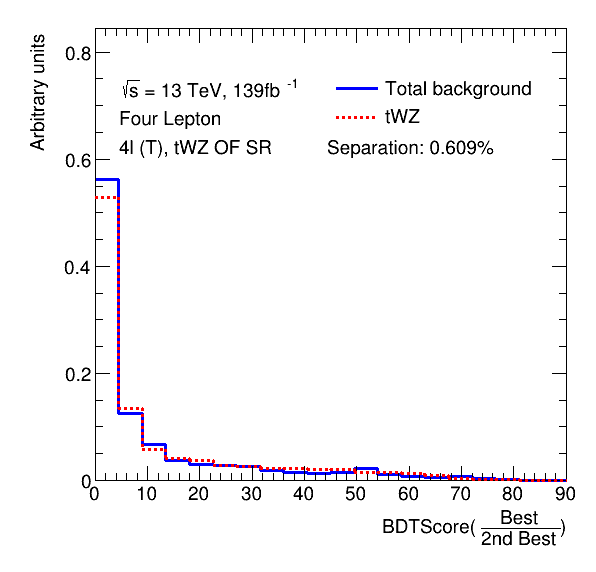 Arbitrary units
0.8
0.6
0.4
0.2
0
√s = 13 TeV, 139fb -1
Four Lepton
4l (T), tWZ OF SR
Total background
tWZ
Separation: 0.609%
0 10 20 30 40 50 60 70 80 90
BDTScore( Best / 2nd Best )